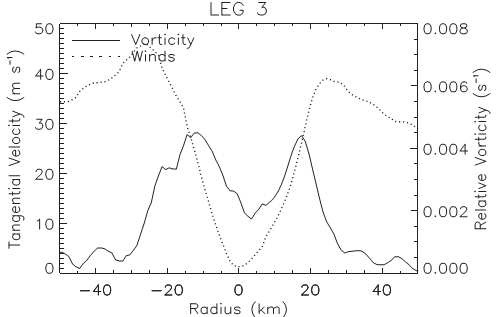 LEG 3
Vorticity
Winds
Tangential Velocity (m s⁻¹)
50
40
30
20
10
0
Relative Vorticity (s⁻¹)
0.008
0.006
0.004
0.002
0.000
−40 −20 0 20 40
Radius (km)